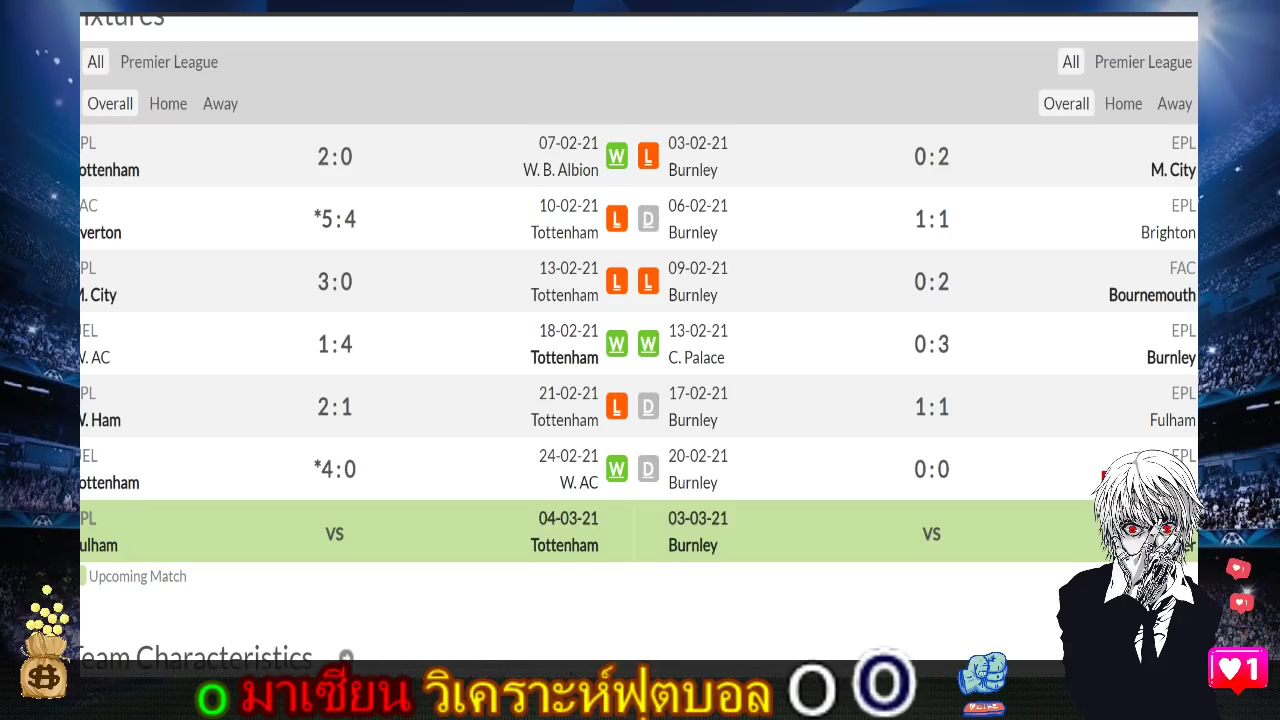 ixtures
All Premier League All Premier League
Overall Home Away Overall Home Away
PL 07-02-21 03-02-21 EPL
ottenham 2:0 W. B. Albion W L Burnley 0:2 M. City
AC 10-02-21 06-02-21 EPL
verton *5:4 Tottenham L D Burnley 1:1 Brighton
PL 13-02-21 09-02-21 FAC
M. City 3:0 Tottenham L L Burnley 0:2 Bournemouth
EL 18-02-21 13-02-21 EPL
W. AC 1:4 Tottenham W W C. Palace 0:3 Burnley
PL 21-02-21 17-02-21 EPL
W. Ham 2:1 Tottenham L D Burnley 1:1 Fulham
EL 24-02-21 20-02-21 EPL
ottenham *4:0 W. AC W D Burnley 0:0
PL 04-03-21 03-03-21
ulham VS Tottenham Burnley VS er
Upcoming Match
Team Characteristics
o มาเซียน วิเคราะห์ฟุตบอล O O
1